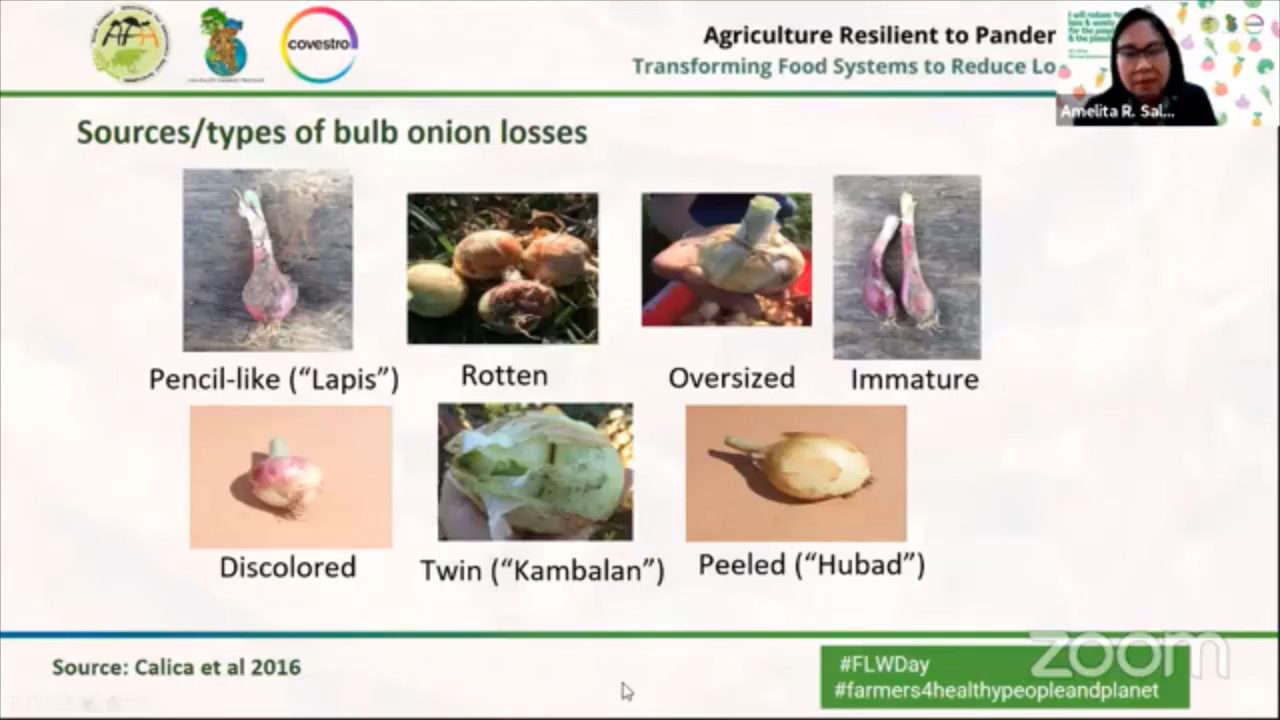 covestro
Agriculture Resilient to Pander
Transforming Food Systems to Reduce Lo
Amelita R. Sal...
Sources/types of bulb onion losses
Pencil-like (“Lapis”)
Rotten
Oversized
Immature
Discolored
Twin (“Kambalan”)
Peeled (“Hubad”)
Source: Calica et al 2016
#FLWDay
#farmers4healthypeopleandplanet
zoom